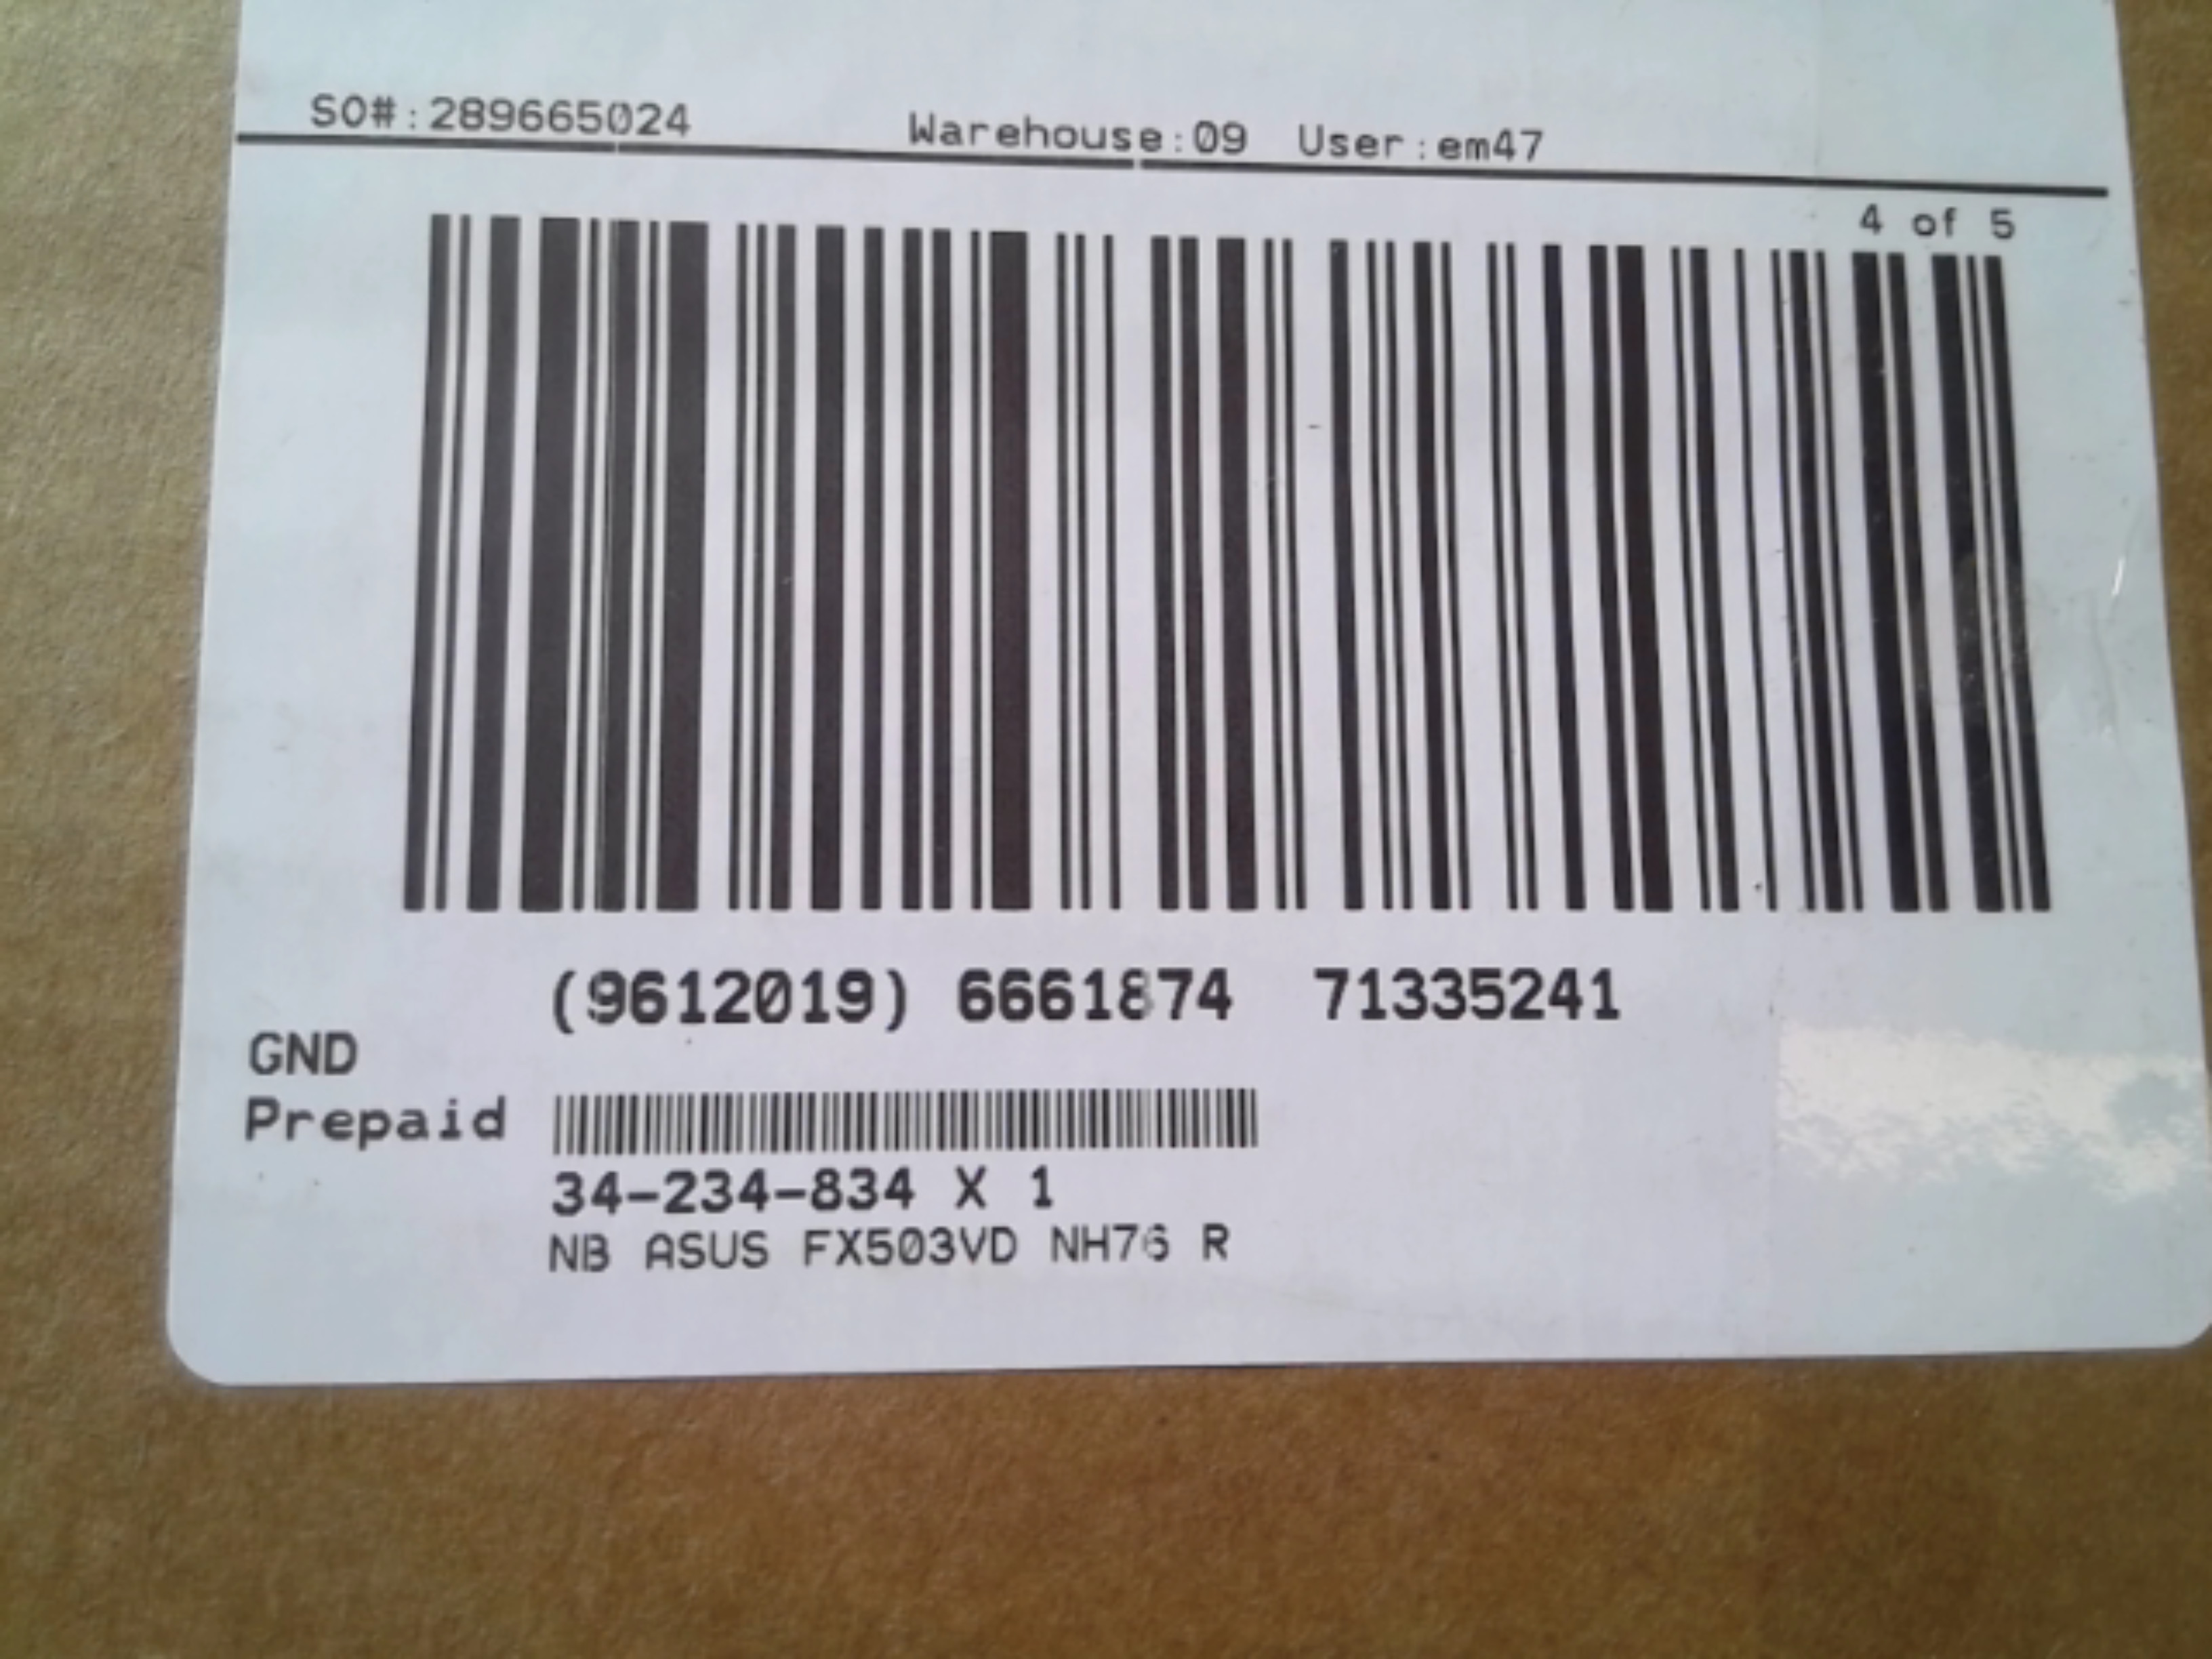 SO#:289665024 Warehouse:09 User:em47
4 of 5
(9612019) 6661874 71335241
GND
Prepaid
34-234-834 X 1
NB ASUS FX503VD NH76 R